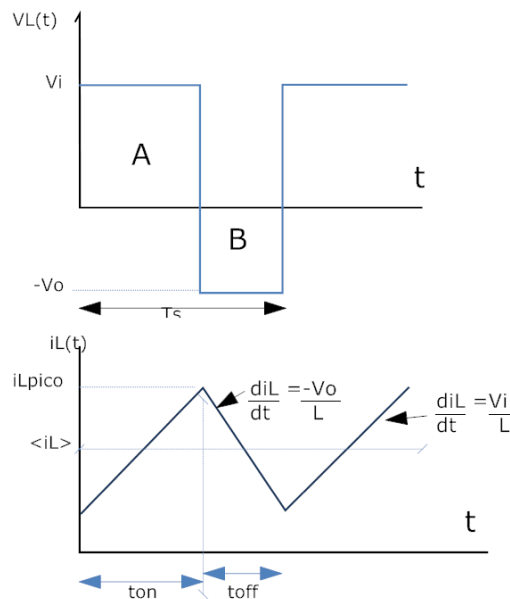 VL(t)
Vi
A
t
B
-Vo
Ts
iL(t)
iLpico
diL = -Vo
dt L
diL = Vi
dt L
<iL>
t
ton
toff